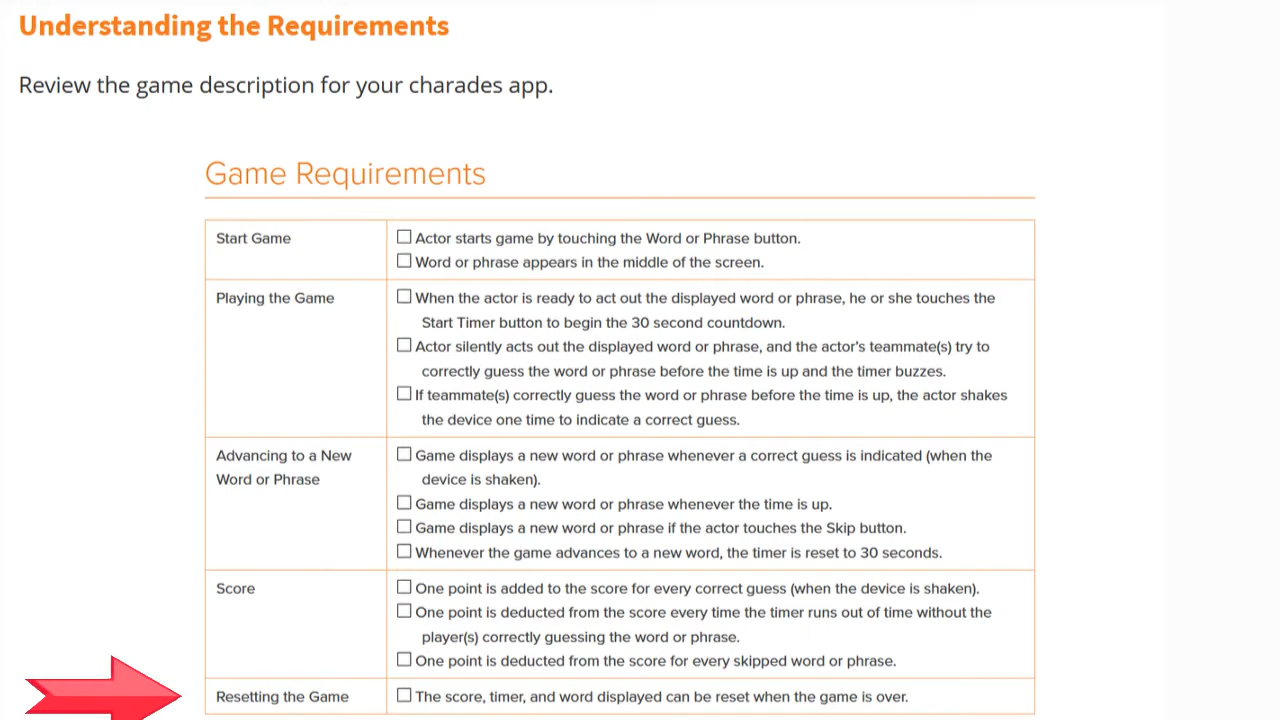 Understanding the Requirements
Review the game description for your charades app.
Game Requirements
Start Game
Actor starts game by touching the Word or Phrase button.
Word or phrase appears in the middle of the screen.
Playing the Game
When the actor is ready to act out the displayed word or phrase, he or she touches the
Start Timer button to begin the 30 second countdown.
Actor silently acts out the displayed word or phrase, and the actor's teammate(s) try to
correctly guess the word or phrase before the time is up and the timer buzzes.
If teammate(s) correctly guess the word or phrase before the time is up, the actor shakes
the device one time to indicate a correct guess.
Advancing to a New
Word or Phrase
Game displays a new word or phrase whenever a correct guess is indicated (when the
device is shaken).
Game displays a new word or phrase whenever the time is up.
Game displays a new word or phrase if the actor touches the Skip button.
Whenever the game advances to a new word, the timer is reset to 30 seconds.
Score
One point is added to the score for every correct guess (when the device is shaken).
One point is deducted from the score every time the timer runs out of time without the
player(s) correctly guessing the word or phrase.
One point is deducted from the score for every skipped word or phrase.
Resetting the Game
The score, timer, and word displayed can be reset when the game is over.